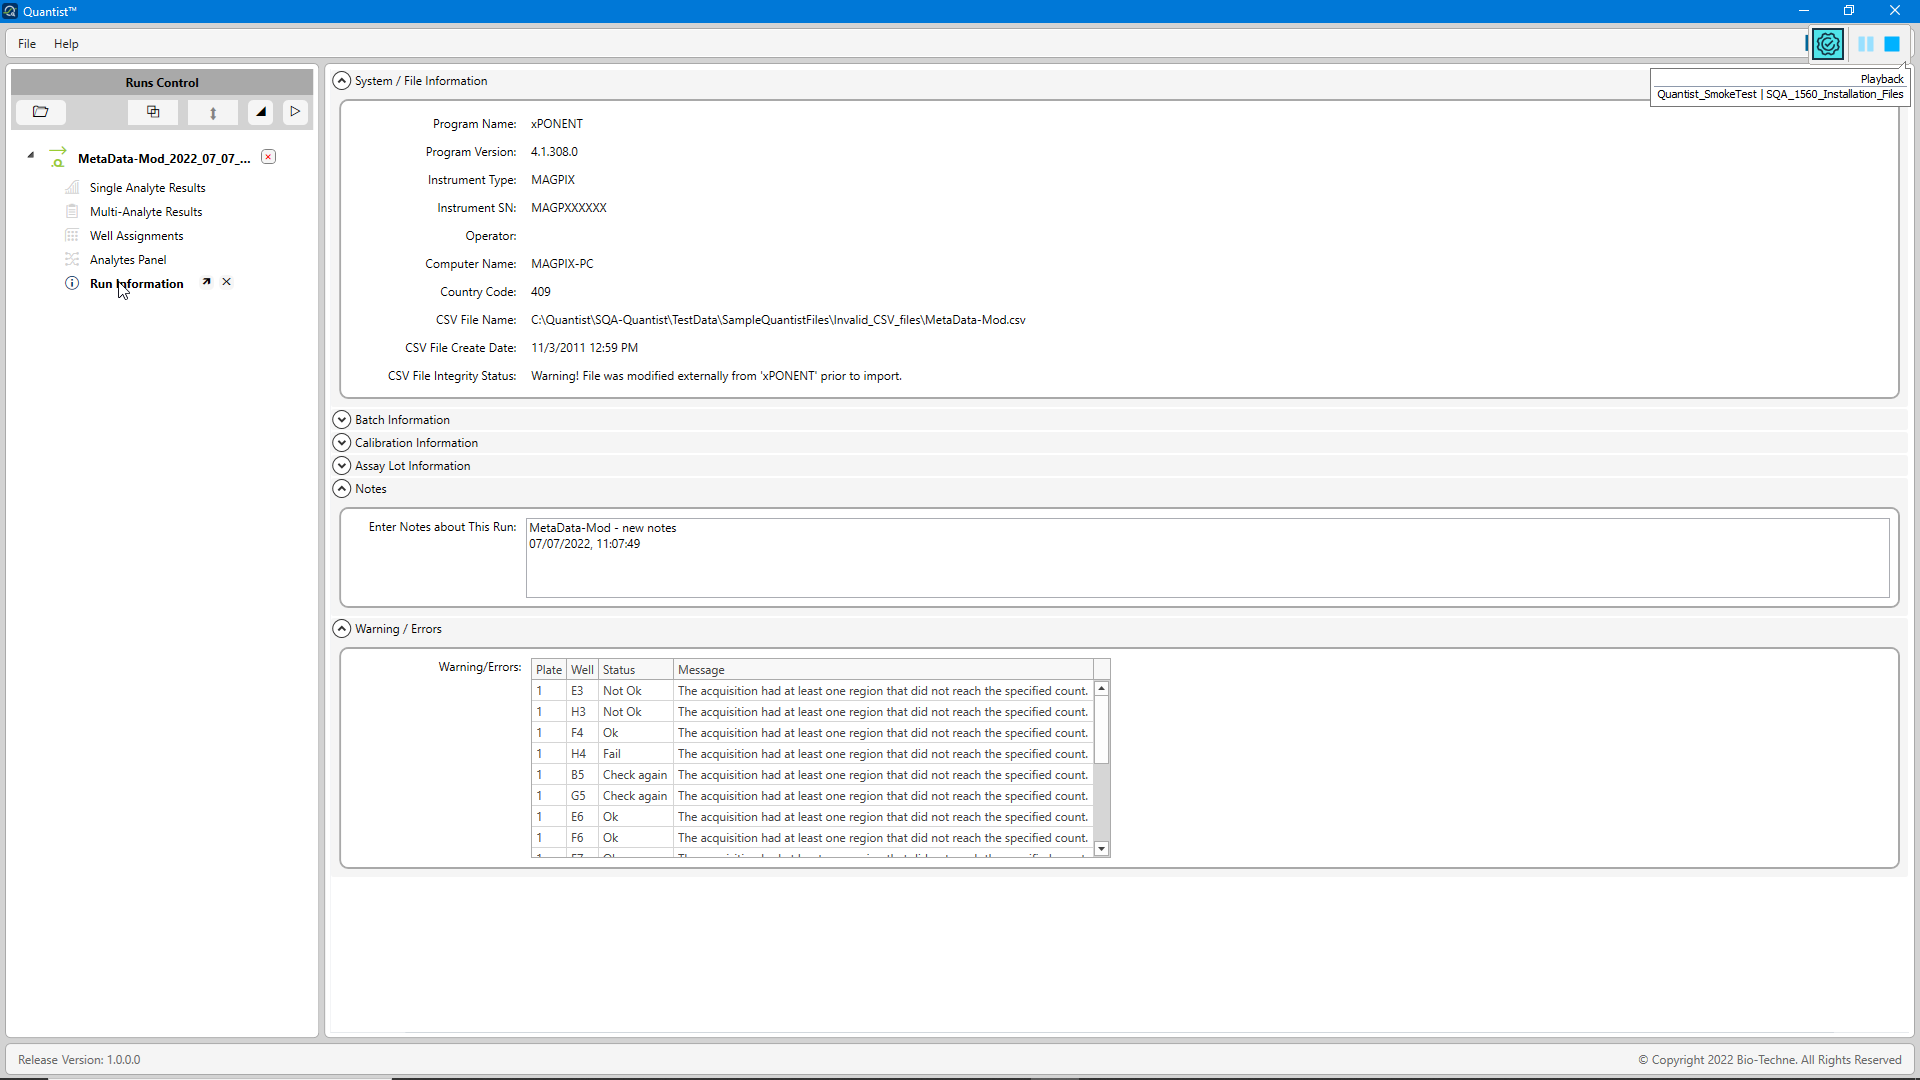 Quantist™
File Help
Playback
Quantist_SmokeTest | SQA_1560_Installation_Files
Runs Control
MetaData-Mod_2022_07_07_...
Single Analyte Results
Multi-Analyte Results
Well Assignments
Analytes Panel
Run Information
System / File Information
Program Name: xPONENT
Program Version: 4.1.308.0
Instrument Type: MAGPIX
Instrument SN: MAGPXXXXXX
Operator:
Computer Name: MAGPIX-PC
Country Code: 409
CSV File Name: C:\Quantist\SQA-Quantist\TestData\SampleQuantistFiles\Invalid_CSV_files\MetaData-Mod.csv
CSV File Create Date: 11/3/2011 12:59 PM
CSV File Integrity Status: Warning! File was modified externally from 'xPONENT' prior to import.
Batch Information
Calibration Information
Assay Lot Information
Notes
Enter Notes about This Run: MetaData-Mod - new notes
07/07/2022, 11:07:49
Warning / Errors
Warning/Errors: Plate Well Status Message
1 E3 Not Ok The acquisition had at least one region that did not reach the specified count.
1 H3 Not Ok The acquisition had at least one region that did not reach the specified count.
1 F4 Ok The acquisition had at least one region that did not reach the specified count.
1 H4 Fail The acquisition had at least one region that did not reach the specified count.
1 B5 Check again The acquisition had at least one region that did not reach the specified count.
1 G5 Check again The acquisition had at least one region that did not reach the specified count.
1 E6 Ok The acquisition had at least one region that did not reach the specified count.
1 F6 Ok The acquisition had at least one region that did not reach the specified count.
Release Version: 1.0.0.0
© Copyright 2022 Bio-Techne. All Rights Reserved